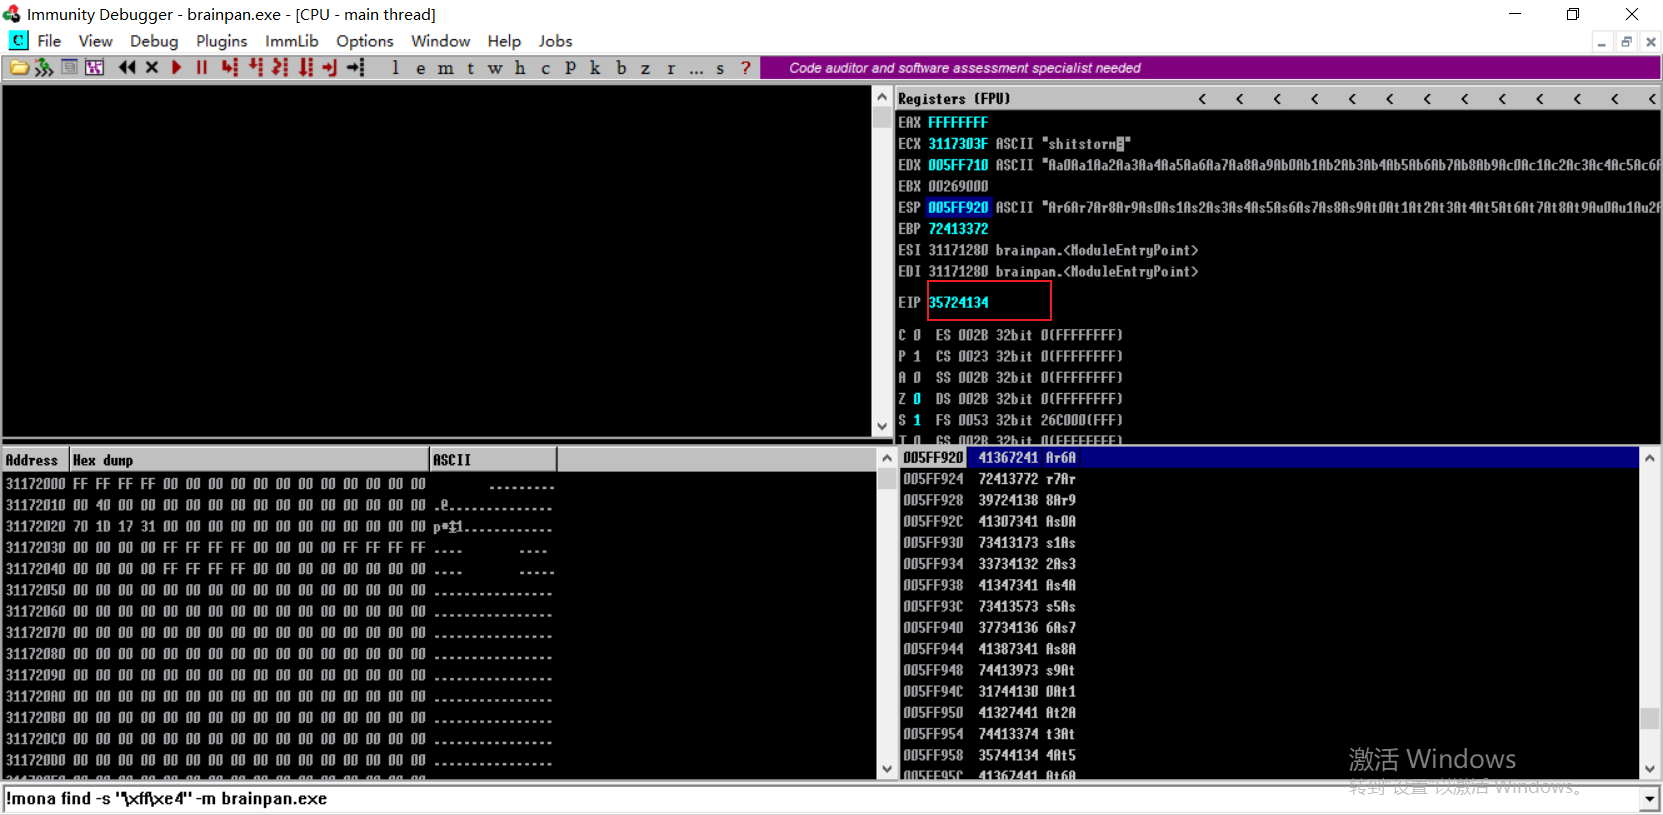 Immunity Debugger - brainpan.exe - [CPU - main thread]
C File View Debug Plugins ImmLib Options Window Help Jobs
l e m t w h c P k b z r ... s ? Code auditor and software assessment specialist needed
Registers (FPU) < < < < < < < < < < < < <
EAX FFFFFFFF
ECX 3117303F ASCII "shitstorm
EDX 005FF710 ASCII "Aa0Aa1Aa2Aa3Aa4Aa5Aa6Aa7Aa8Aa9Ab0Ab1Ab2Ab3Ab4Ab5Ab6Ab7Ab8Ab9Ac0Ac1Ac2Ac3Ac4Ac5Ac6A
EBX 00269000
ESP 005FF920 ASCII "Ar6Ar7Ar8Ar9As0As1As2As3As4As5As6As7As8As9At0At1At2At3At4At5At6At7At8At9Au0Au1Au2A
EBP 72413372
ESI 31171280 brainpan.<ModuleEntryPoint>
EDI 31171280 brainpan.<ModuleEntryPoint>
EIP 35724134
C 0 ES 002B 32bit 0(FFFFFFFF)
P 1 CS 0023 32bit 0(FFFFFFFF)
A 0 SS 002B 32bit 0(FFFFFFFF)
Z 0 DS 002B 32bit 0(FFFFFFFF)
S 1 FS 0053 32bit 26C000(FFF)
T 0 GS 002B 32bit 0(FFFFFFFF)
Address Hex dump ASCII
31172000 FF FF FF FF 00 00 00 00 00 00 00 00 00 00 00 00 .........
31172010 00 40 00 00 00 00 00 00 00 00 00 00 00 00 00 00 .@..............
31172020 70 1D 17 31 00 00 00 00 00 00 00 00 00 00 00 00
31172030 00 00 00 00 FF FF FF FF 00 00 00 00 FF FF FF FF .... ....
31172040 00 00 00 00 FF FF FF FF 00 00 00 00 00 00 00 00 .... .....
31172050 00 00 00 00 00 00 00 00 00 00 00 00 00 00 00 00 ................
31172060 00 00 00 00 00 00 00 00 00 00 00 00 00 00 00 00 ................
31172070 00 00 00 00 00 00 00 00 00 00 00 00 00 00 00 00 ................
31172080 00 00 00 00 00 00 00 00 00 00 00 00 00 00 00 00 ................
31172090 00 00 00 00 00 00 00 00 00 00 00 00 00 00 00 00 ................
311720A0 00 00 00 00 00 00 00 00 00 00 00 00 00 00 00 00 ................
311720B0 00 00 00 00 00 00 00 00 00 00 00 00 00 00 00 00 ................
311720C0 00 00 00 00 00 00 00 00 00 00 00 00 00 00 00 00 ................
311720D0 00 00 00 00 00 00 00 00 00 00 00 00 00 00 00 00 ................
005FF920 41367241 Ar6A
005FF924 72413772 r7Ar
005FF928 39724138 8Ar9
005FF92C 41307341 As0A
005FF930 73413173 s1As
005FF934 33734132 2As3
005FF938 41347341 As4A
005FF93C 73413573 s5As
005FF940 37734136 6As7
005FF944 41387341 As8A
005FF948 74413973 s9At
005FF94C 31744130 0At1
005FF950 41327441 At2A
005FF954 74413374 t3At
005FF958 35744134 4At5
005FF95C 41367441 At6A
激活 Windows
转到"设置"以激活 Windows。
!mona find -s "\xff\xe4" -m brainpan.exe